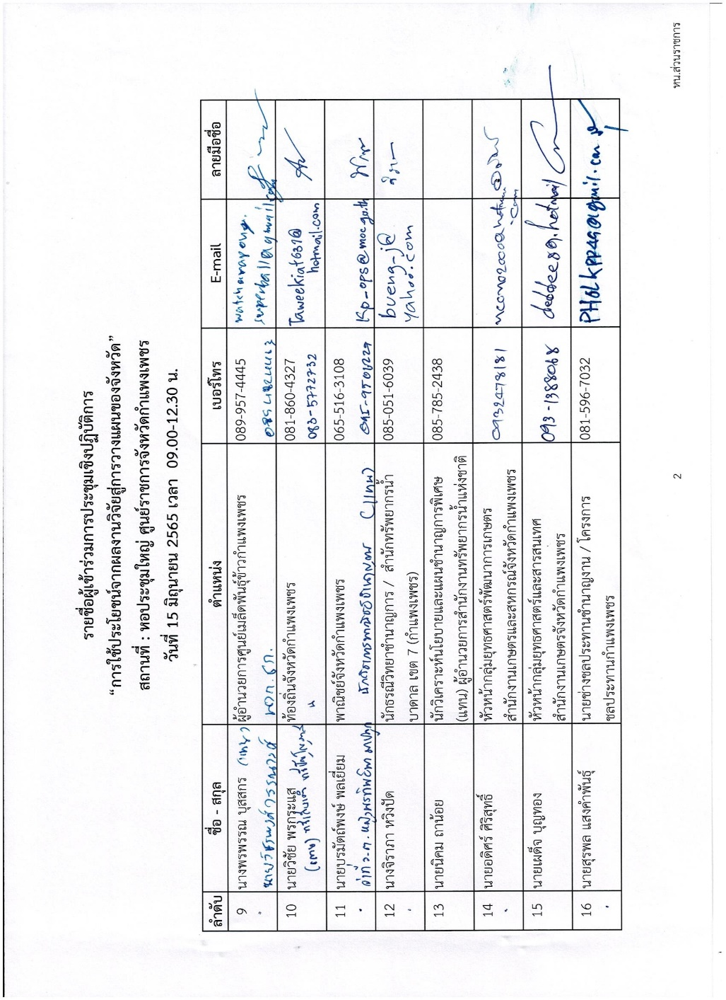 หน.ส่วนราชการ
รายชื่อผู้เข้าร่วมการประชุมเชิงปฏิบัติการ
“การใช้ประโยชน์จากผลงานวิจัยสู่การวางแผนของจังหวัด”
สถานที่ : หอประชุมใหญ่ ศูนย์ราชการจังหวัดกำแพงเพชร
วันที่ 15 มิถุนายน 2565 เวลา 09.00-12.30 น.
ลำดับ ชื่อ - สกุล ตำแหน่ง เบอร์โทร E-mail ลายมือชื่อ
9 นางพรพรรณ บุสสกร (แทน) ผู้อำนวยการศูนย์เมล็ดพันธุ์ข้าวกำแพงเพชร 089-957-4445
10 นายวิชัย พรกระแส ท้องถิ่นจังหวัดกำแพงเพชร 081-860-4327 Taweekiat6319@
(แทน) 083-5772732 hotmail.com
11 นายบรมัตถ์พงษ์ พลเยี่ยม พาณิชย์จังหวัดกำแพงเพชร 065-516-3108
นักวิชาการพาณิชย์ชำนาญการ (แทน) kp_ops@moc.go.th
12 นางจิราภา หวิงปัด นักธรณีวิทยาชำนาญการ / สำนักทรัพยากรน้ำ 085-051-6039 bueng_j@
บาดาล เขต 7 (กำแพงเพชร) yahoo.com
13 นายนิคม ถาน้อย นักวิเคราะห์นโยบายและแผนชำนาญการพิเศษ 085-785-2438
(แทน) ผู้อำนวยการสำนักงานทรัพยากรน้ำแห่งชาติ
14 นายอดิศร์ ศิริสุทธิ์ หัวหน้ากลุ่มยุทธศาสตร์พัฒนาการเกษตร
สำนักงานเกษตรและสหกรณ์จังหวัดกำแพงเพชร 0932478181
15 นายเผด็จ บุญทอง หัวหน้ากลุ่มยุทธศาสตร์และสารสนเทศ
สำนักงานเกษตรจังหวัดกำแพงเพชร 093-1388068
16 นายสุรพล แสงคำพันธุ์ นายช่างชลประทานชำนาญงาน / โครงการ 081-596-7032
ชลประทานกำแพงเพชร
2